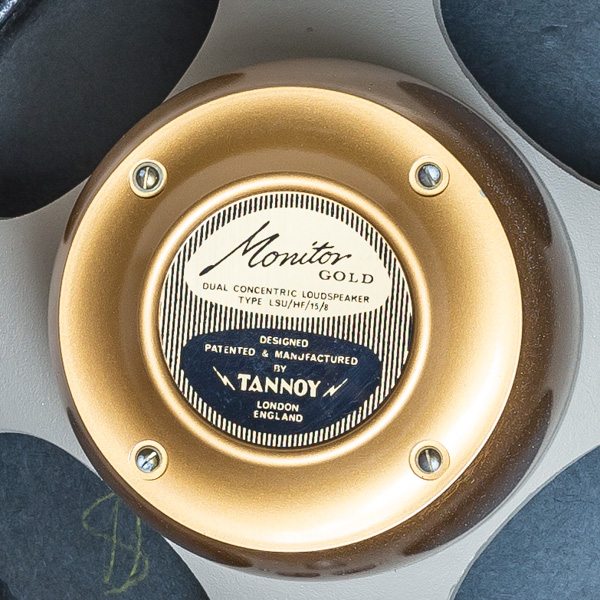 Monitor
GOLD
DUAL CONCENTRIC LOUDSPEAKER
TYPE LSU/HF/15/8
DESIGNED
PATENTED & MANUFACTURED
BY
TANNOY
LONDON
ENGLAND